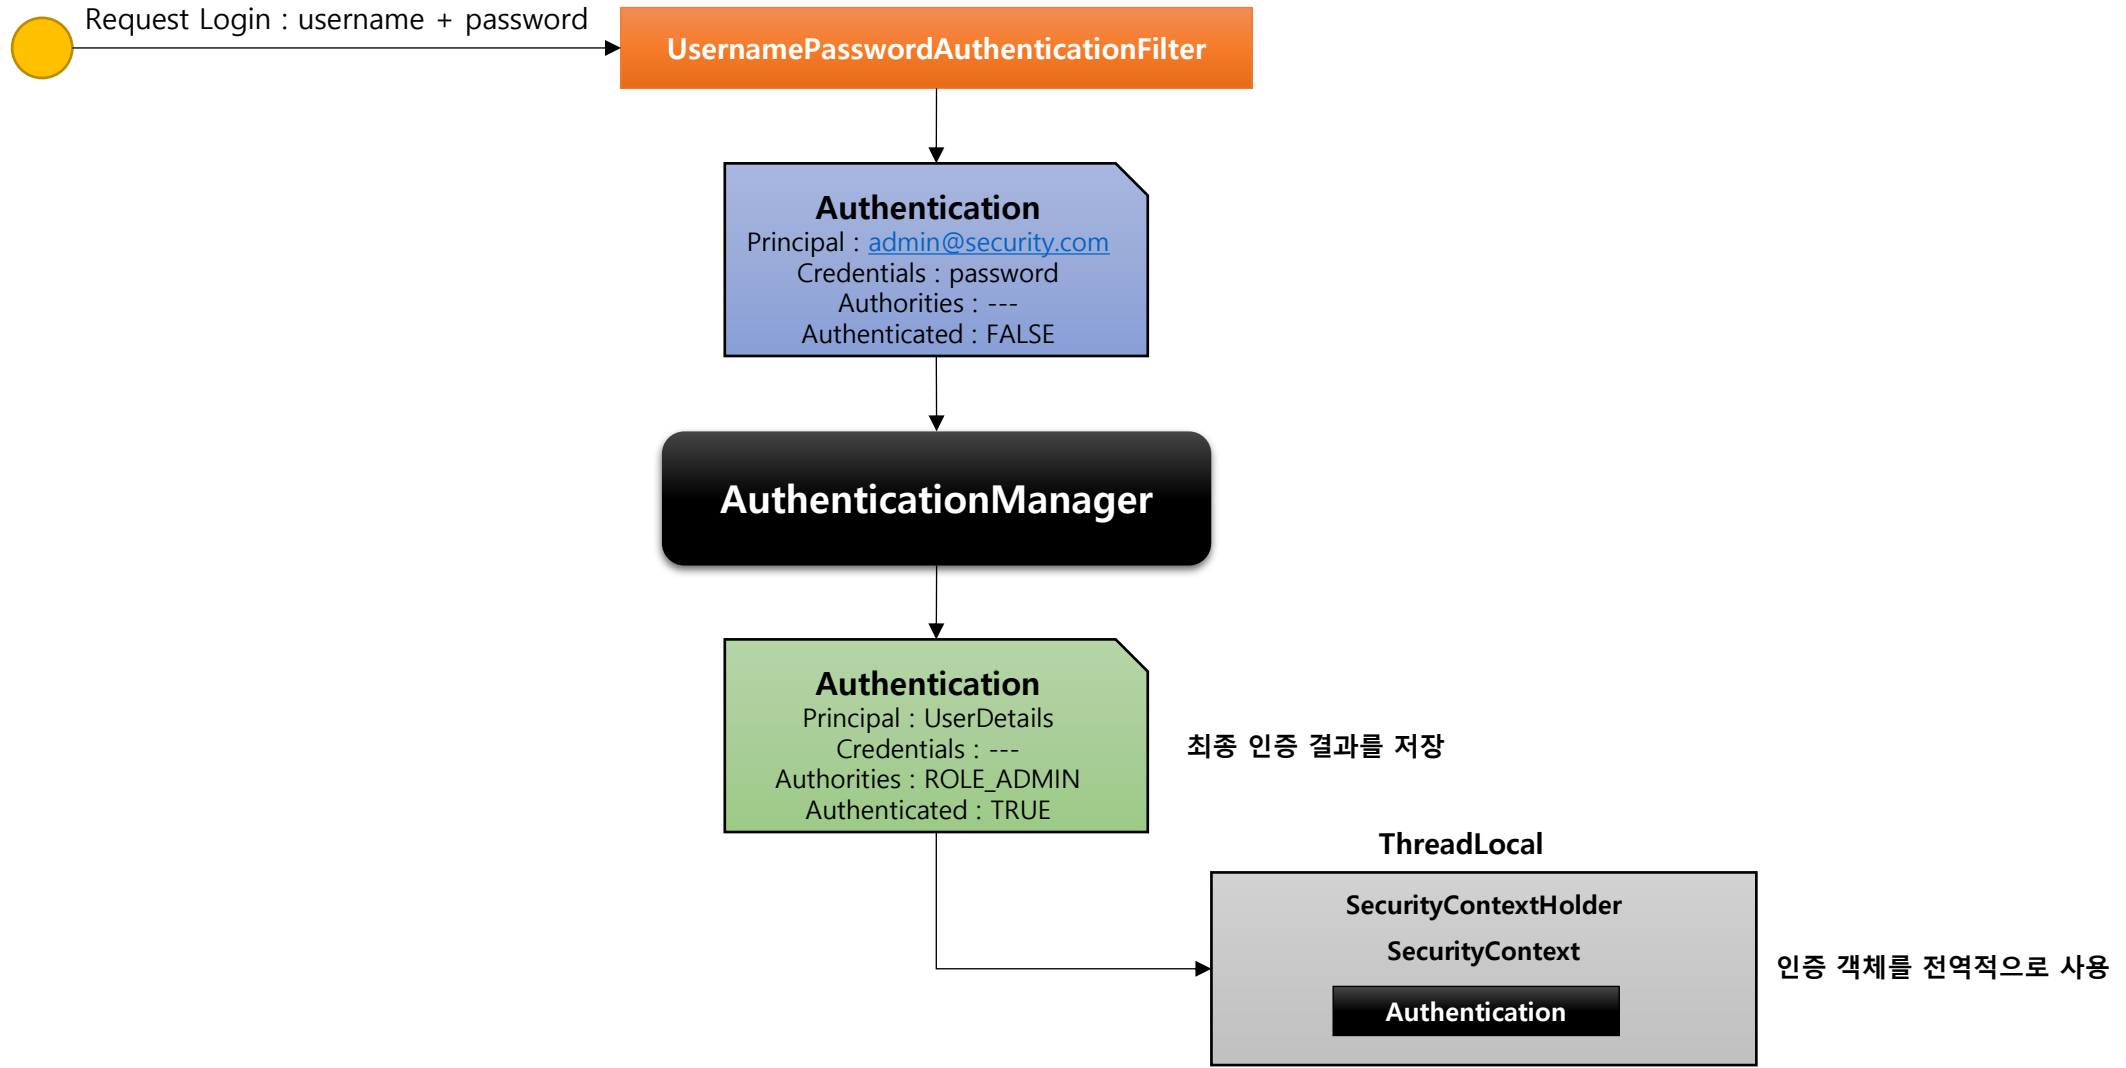 Request Login : username + password
UsernamePasswordAuthenticationFilter
Authentication
Principal : admin@security.com
Credentials : password
Authorities : ---
Authenticated : FALSE
AuthenticationManager
Authentication
Principal : UserDetails
Credentials : ---
Authorities : ROLE_ADMIN
Authenticated : TRUE
최종 인증 결과를 저장
ThreadLocal
SecurityContextHolder
SecurityContext
Authentication
인증 객체를 전역적으로 사용